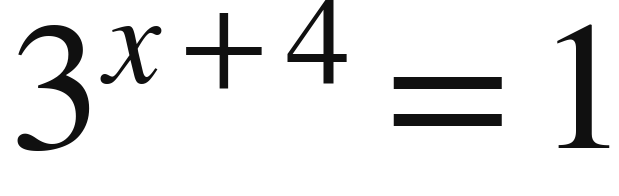 3^{x + 4} = 1